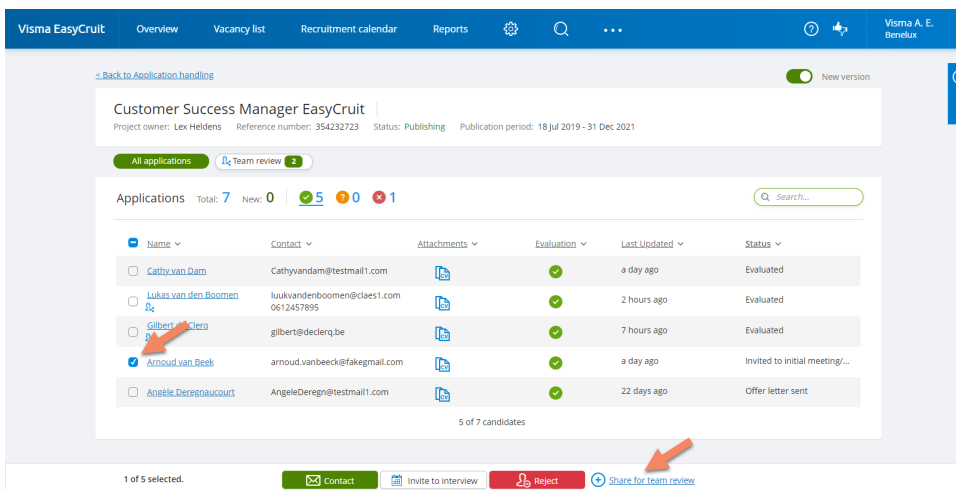 Visma EasyCruit Overview Vacancy list Recruitment calendar Reports Visma A. E.
Benelux
< Back to Application handling New version
Customer Success Manager EasyCruit
Project owner: Lex Heldens Reference number: 354232723 Status: Publishing Publication period: 18 Jul 2019 - 31 Dec 2021
All applications Team review 2
Applications Total: 7 New: 0 5 0 1 Search...
Name Contact Attachments Evaluation Last Updated Status
Cathy van Dam Cathyvandam@testmail1.com CV a day ago Evaluated
Lukas van den Boomen luukvandenboomen@claes1.com CV 2 hours ago Evaluated
0612457895
Gilbert Clerq gilbert@declerq.be CV 7 hours ago Evaluated
Arnoud van Beek arnoud.vanbeeck@fakegmail.com CV a day ago Invited to initial meeting/...
Angèle Deregnaucourt AngeleDeregn@testmail1.com CV 22 days ago Offer letter sent
5 of 7 candidates
1 of 5 selected. Contact Invite to interview Reject Share for team review